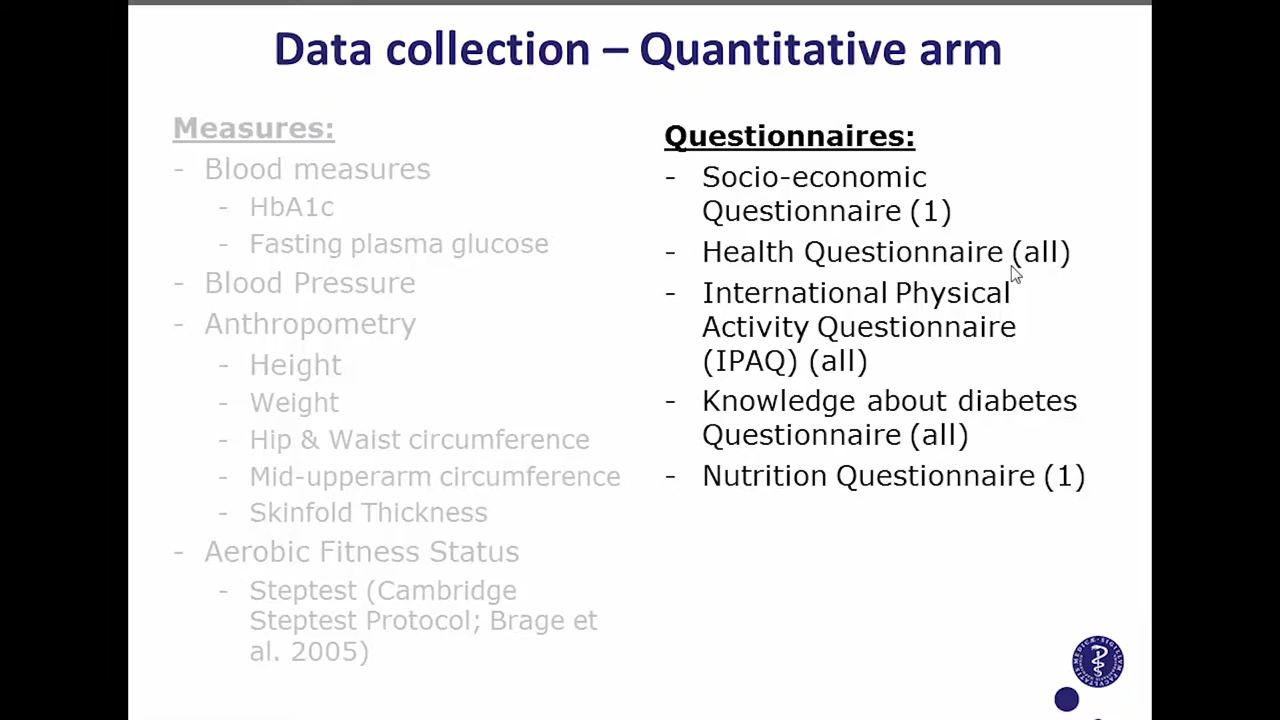 Data collection – Quantitative arm
Measures:
- Blood measures
- HbA1c
- Fasting plasma glucose
- Blood Pressure
- Anthropometry
- Height
- Weight
- Hip & Waist circumference
- Mid-upperarm circumference
- Skinfold Thickness
- Aerobic Fitness Status
- Steptest (Cambridge
Steptest Protocol; Brage et
al. 2005)
Questionnaires:
- Socio-economic
Questionnaire (1)
- Health Questionnaire (all)
- International Physical
Activity Questionnaire
(IPAQ) (all)
- Knowledge about diabetes
Questionnaire (all)
- Nutrition Questionnaire (1)